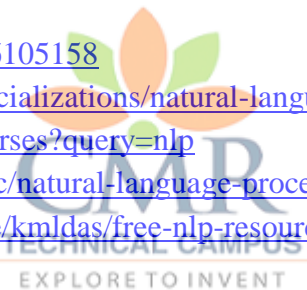 5105158
cializations/natural-langu
rses?query=nlp
c/natural-language-proce
e/kmldas/free-nlp-resour
CMR
TECHNICAL CAMPUS
EXPLORE TO INVENT